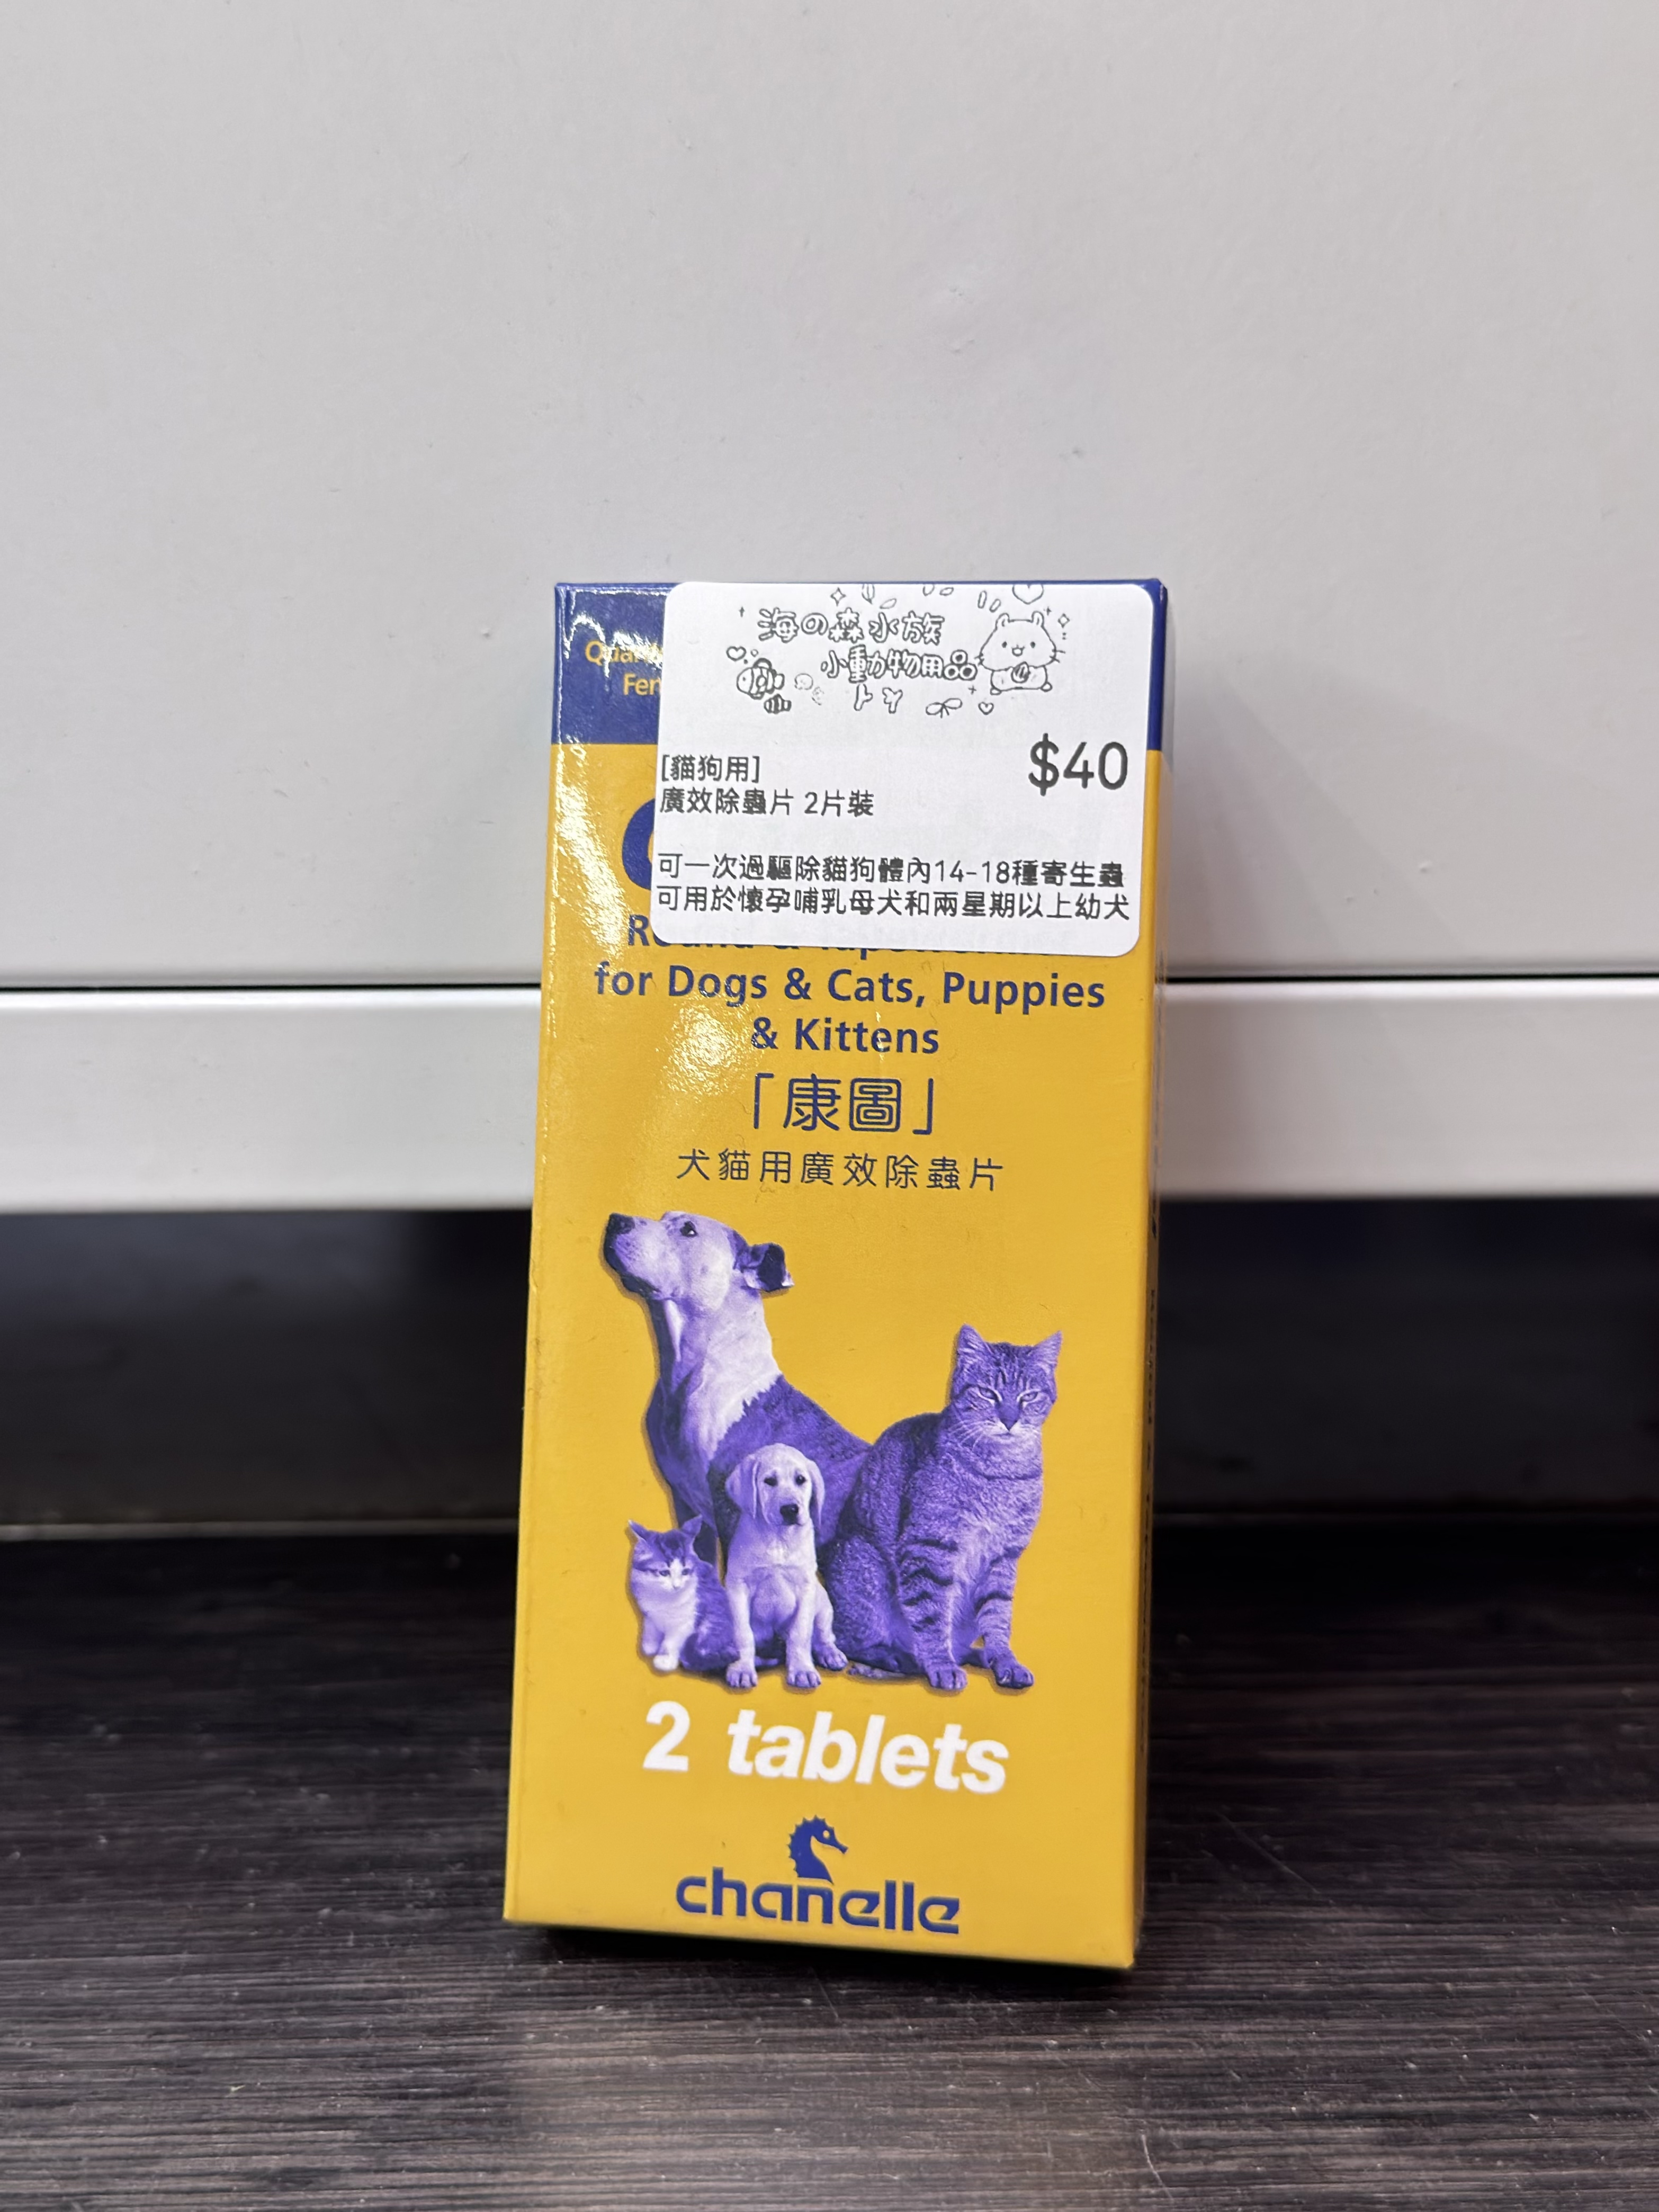 海の森水族
小動物用品
$40
[貓狗用]
廣效除蟲片 2片裝
可一次過驅除貓狗體內14-18種寄生蟲
可用於懷孕哺乳母犬和兩星期以上幼犬
for Dogs & Cats, Puppies
& Kittens
「康圖」
犬貓用廣效除蟲片
2 tablets
chanelle